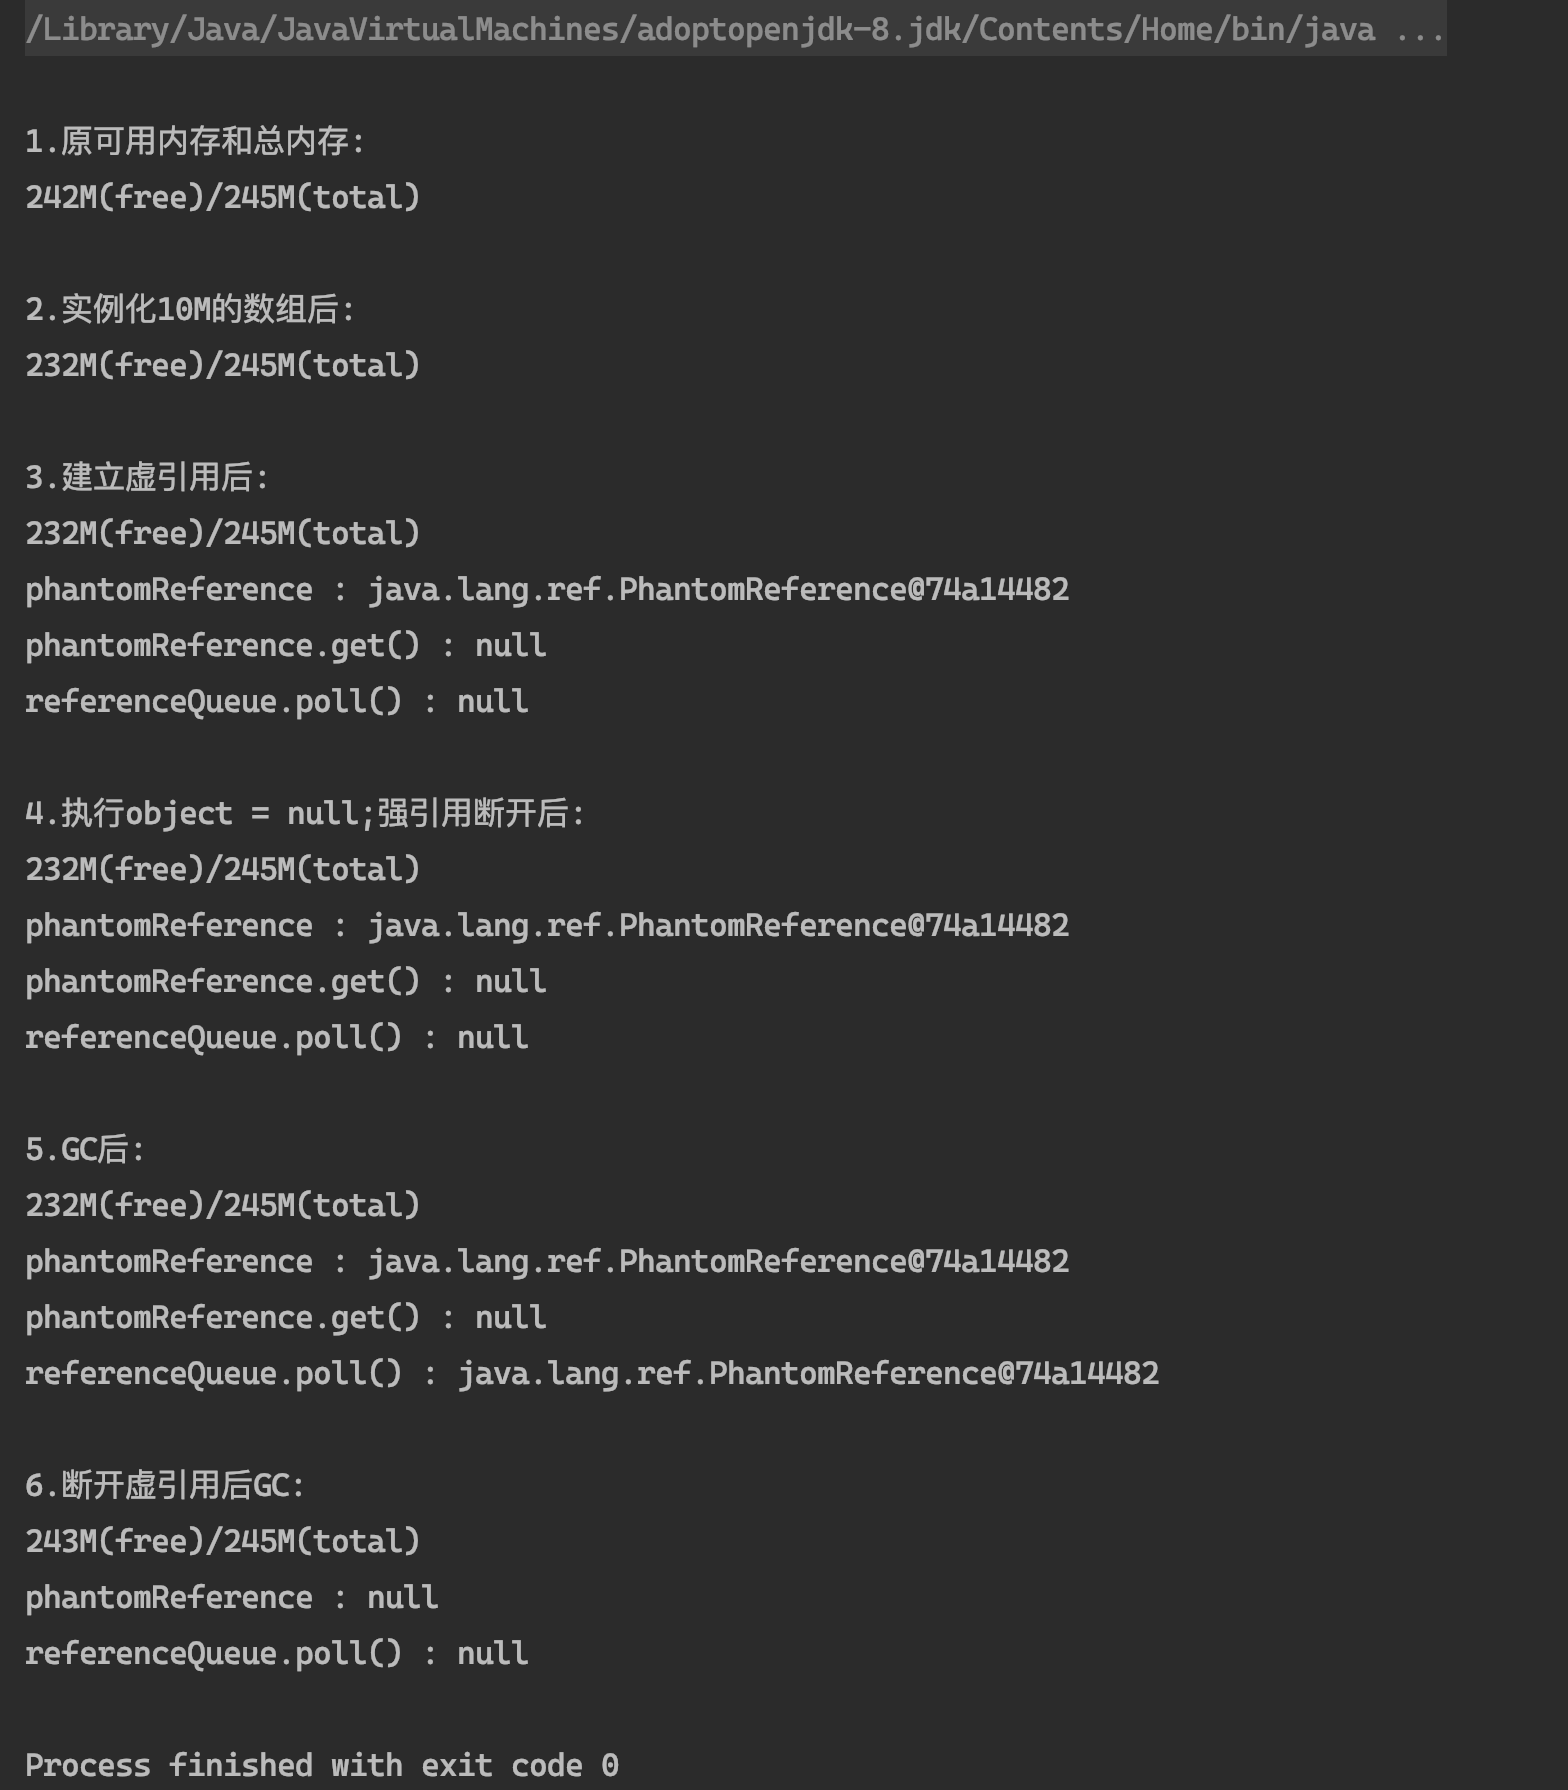 /Library/Java/JavaVirtualMachines/adoptopenjdk-8.jdk/Contents/Home/bin/java ...
1.原可用内存和总内存:
242M(free)/245M(total)
2.实例化10M的数组后:
232M(free)/245M(total)
3.建立虚引用后:
232M(free)/245M(total)
phantomReference : java.lang.ref.PhantomReference@74a14482
phantomReference.get() : null
referenceQueue.poll() : null
4.执行object = null;强引用断开后:
232M(free)/245M(total)
phantomReference : java.lang.ref.PhantomReference@74a14482
phantomReference.get() : null
referenceQueue.poll() : null
5.GC后:
232M(free)/245M(total)
phantomReference : java.lang.ref.PhantomReference@74a14482
phantomReference.get() : null
referenceQueue.poll() : java.lang.ref.PhantomReference@74a14482
6.断开虚引用后GC:
243M(free)/245M(total)
phantomReference : null
referenceQueue.poll() : null
Process finished with exit code 0